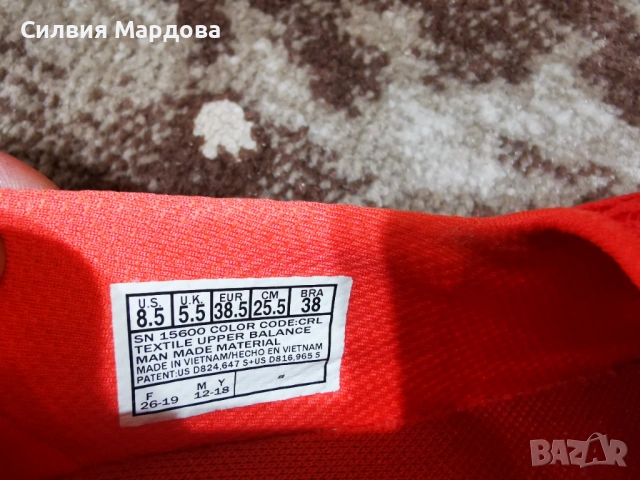 Силвия Мардова
U.S. U.K. EUR CM BRA
8.5 5.5 38.5 25.5 38
SN 15600 COLOR CODE:CRL
TEXTILE UPPER BALANCE
MAN MADE MATERIAL
MADE IN VIETNAM/HECHO EN VIETNAM
PATENT:US D824,647 S+US D816,965 S
F M Y =
26-19 12-18
BAZAR
bg